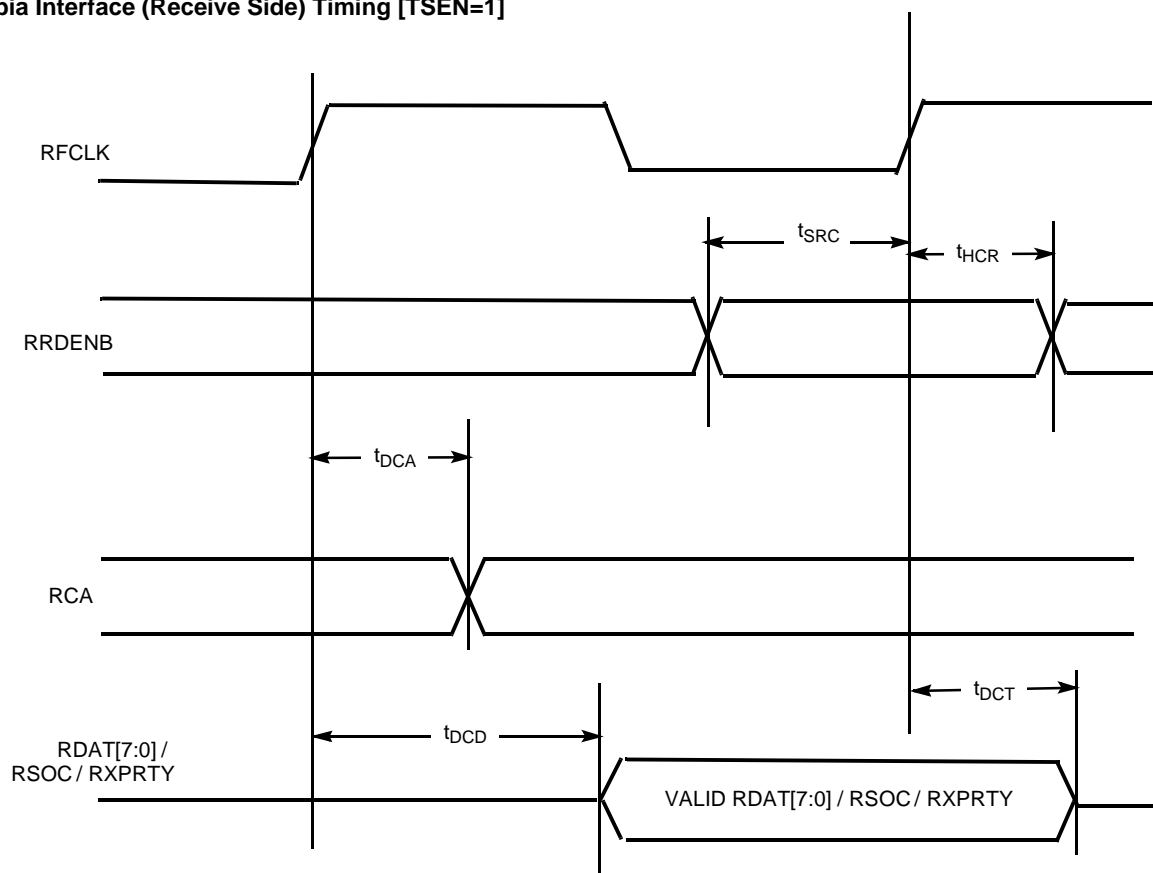 Interface (Receive Side) Timing [TSEN=1]
RFCLK
tSRC
tHCR
RRDENB
tDCA
RCA
tDCT
tDCD
RDAT[7:0] /
RSOC / RXPRTY
VALID RDAT[7:0] / RSOC / RXPRTY